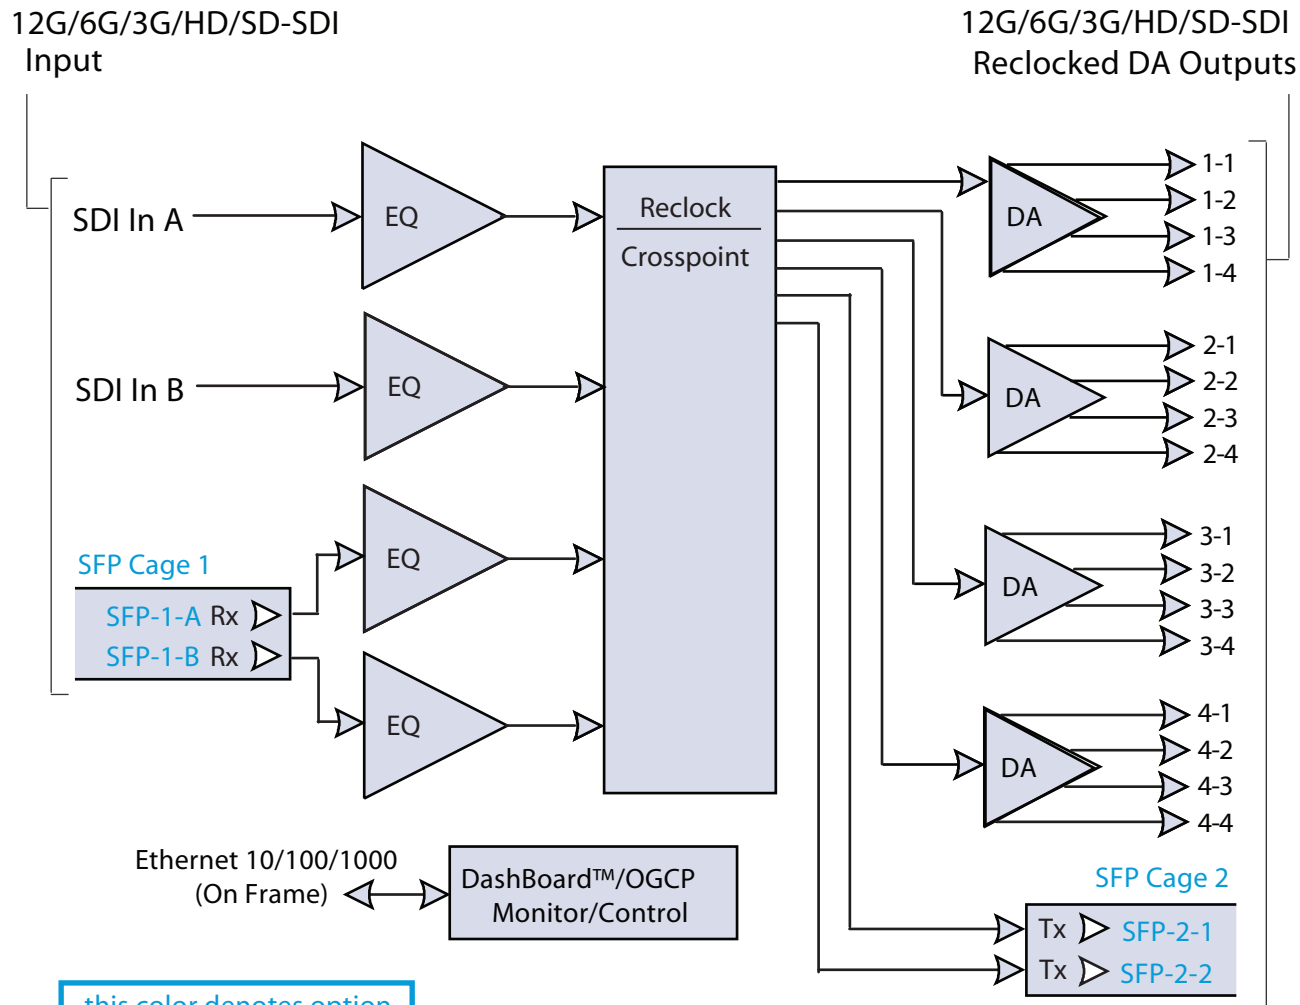 12G/6G/3G/HD/SD-SDI
Input
12G/6G/3G/HD/SD-SDI
Reclocked DA Outputs
SDI In A
EQ
Reclock
Crosspoint
DA
1-1
1-2
1-3
1-4
SDI In B
EQ
DA
2-1
2-2
2-3
2-4
SFP Cage 1
SFP-1-A Rx
SFP-1-B Rx
EQ
EQ
DA
3-1
3-2
3-3
3-4
DA
4-1
4-2
4-3
4-4
Ethernet 10/100/1000
(On Frame)
DashBoard™/OGCP
Monitor/Control
SFP Cage 2
Tx SFP-2-1
Tx SFP-2-2
this color denotes option